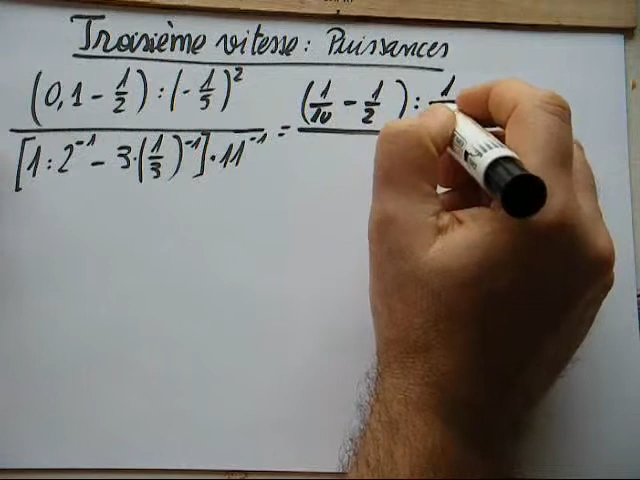 Troisième vitesse : Puissances
(0,1 - 1/2) : (- 1/5)² / [1 : 2⁻¹ - 3·(1/3)⁻¹]·11⁻¹ = (1/10 - 1/2) : 1